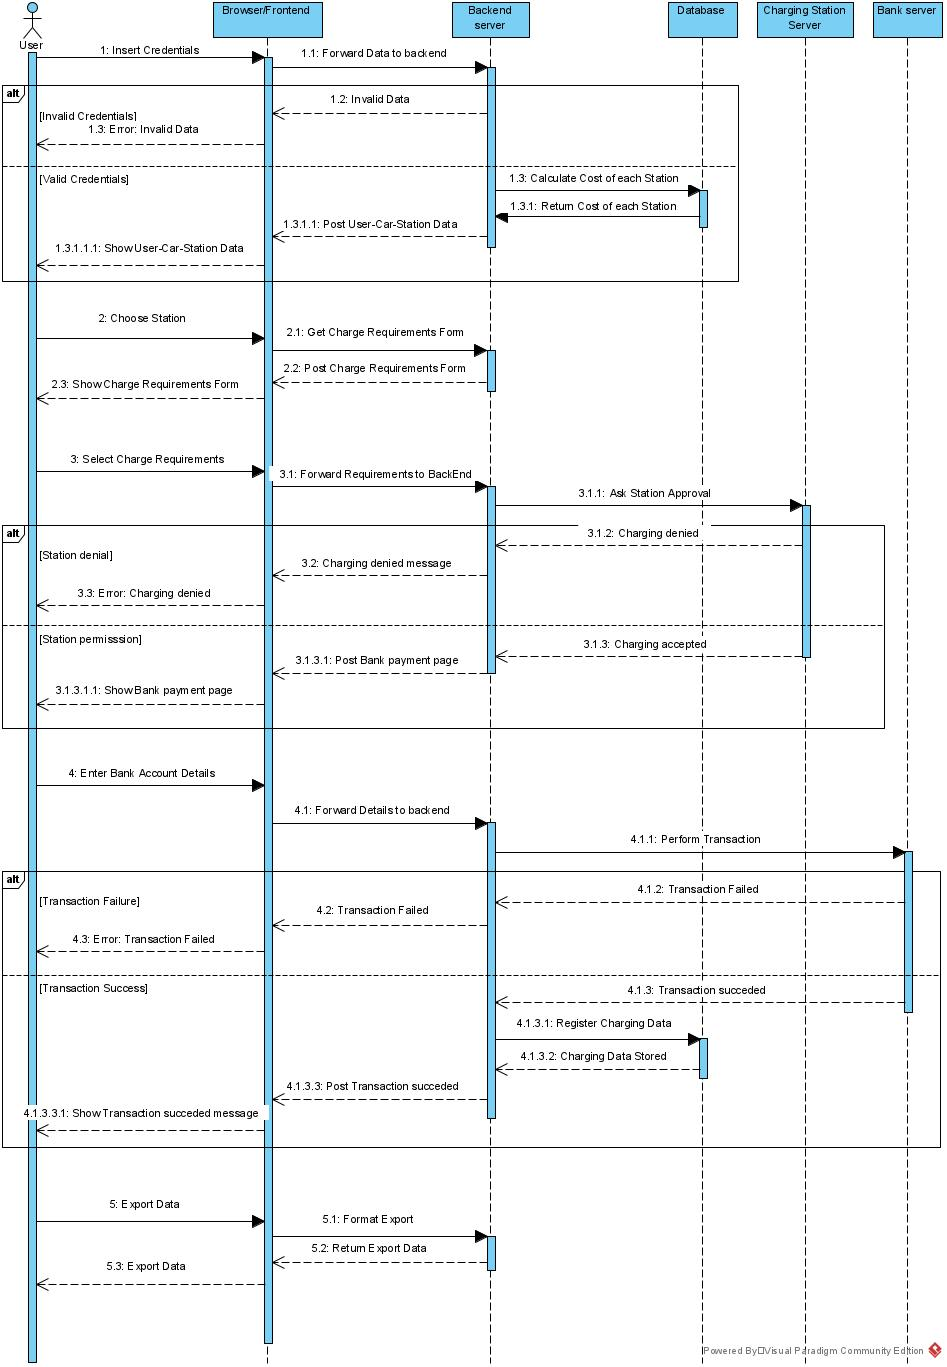 User
Browser/Frontend
Backend
server
Database
Charging Station
Server
Bank server
1: Insert Credentials
1.1: Forward Data to backend
alt
1.2: Invalid Data
[Invalid Credentials]
1.3: Error: Invalid Data
[Valid Credentials]
1.3: Calculate Cost of each Station
1.3.1: Return Cost of each Station
1.3.1.1: Post User-Car-Station Data
1.3.1.1.1: Show User-Car-Station Data
2: Choose Station
2.1: Get Charge Requirements Form
2.2: Post Charge Requirements Form
2.3: Show Charge Requirements Form
3: Select Charge Requirements
3.1: Forward Requirements to BackEnd
3.1.1: Ask Station Approval
alt
3.1.2: Charging denied
[Station denial]
3.2: Charging denied message
3.3: Error: Charging denied
[Station permisssion]
3.1.3: Charging accepted
3.1.3.1: Post Bank payment page
3.1.3.1.1: Show Bank payment page
4: Enter Bank Account Details
4.1: Forward Details to backend
4.1.1: Perform Transaction
alt
4.1.2: Transaction Failed
[Transaction Failure]
4.2: Transaction Failed
4.3: Error: Transaction Failed
[Transaction Success]
4.1.3: Transaction succeded
4.1.3.1: Register Charging Data
4.1.3.2: Charging Data Stored
4.1.3.3: Post Transaction succeded
4.1.3.3.1: Show Transaction succeded message
5: Export Data
5.1: Format Export
5.2: Return Export Data
5.3: Export Data
Powered By Visual Paradigm Community Edition